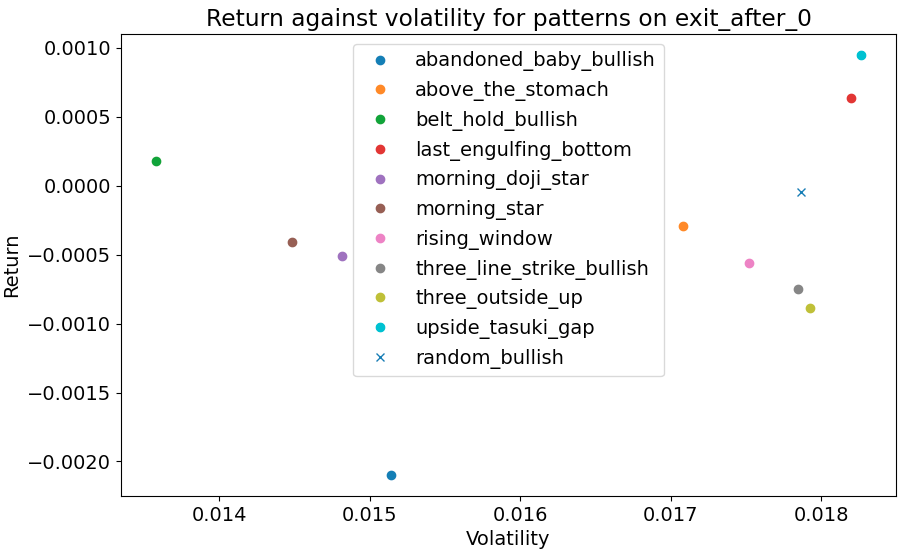 Return against volatility for patterns on exit_after_0
0.0010
0.0005
0.0000
−0.0005
−0.0010
−0.0015
−0.0020
Return
abandoned_baby_bullish
above_the_stomach
belt_hold_bullish
last_engulfing_bottom
morning_doji_star
morning_star
rising_window
three_line_strike_bullish
three_outside_up
upside_tasuki_gap
random_bullish
0.014 0.015 0.016 0.017 0.018
Volatility